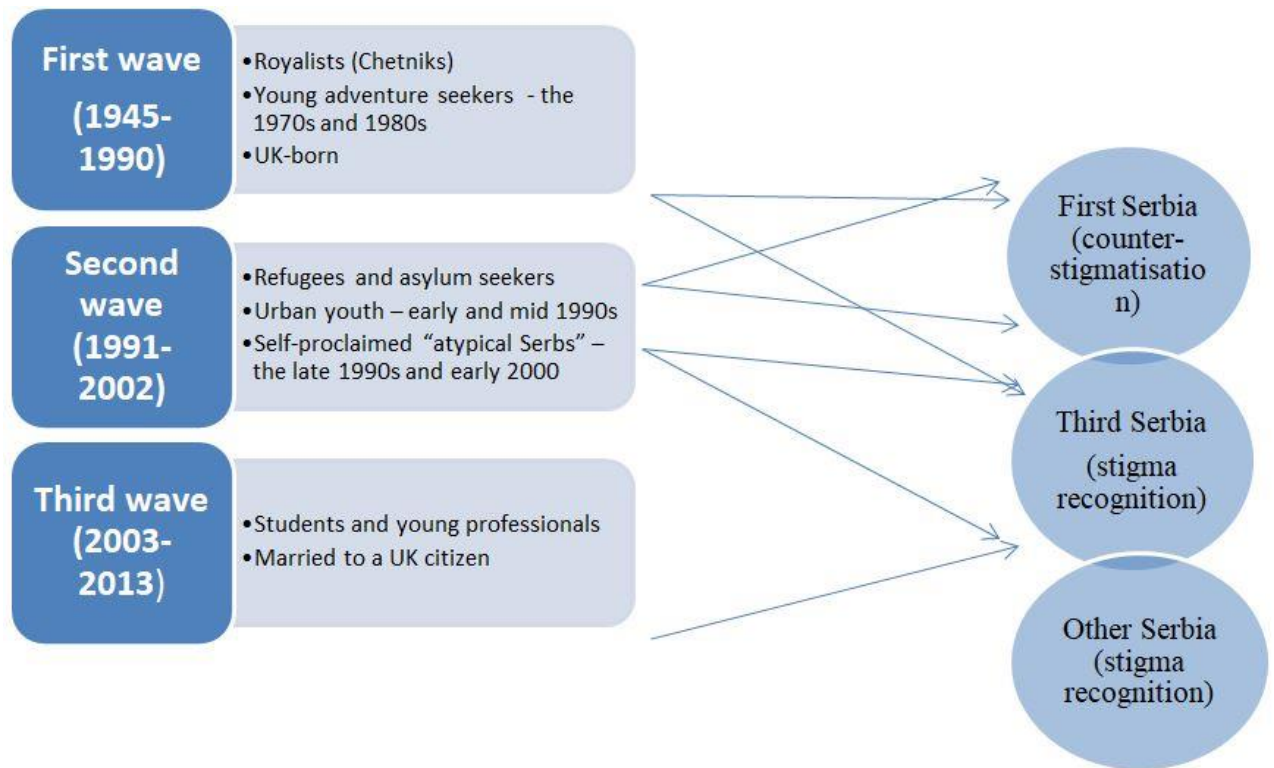 First wave
(1945-
1990)
•Royalists (Chetniks)
•Young adventure seekers - the
1970s and 1980s
•UK-born
Second
wave
(1991-
2002)
•Refugees and asylum seekers
•Urban youth – early and mid 1990s
•Self-proclaimed “atypical Serbs” –
the late 1990s and early 2000
Third wave
(2003-
2013)
•Students and young professionals
•Married to a UK citizen
First Serbia
(counter-
stigmatisatio
n)
Third Serbia
(stigma
recognition)
Other Serbia
(stigma
recognition)